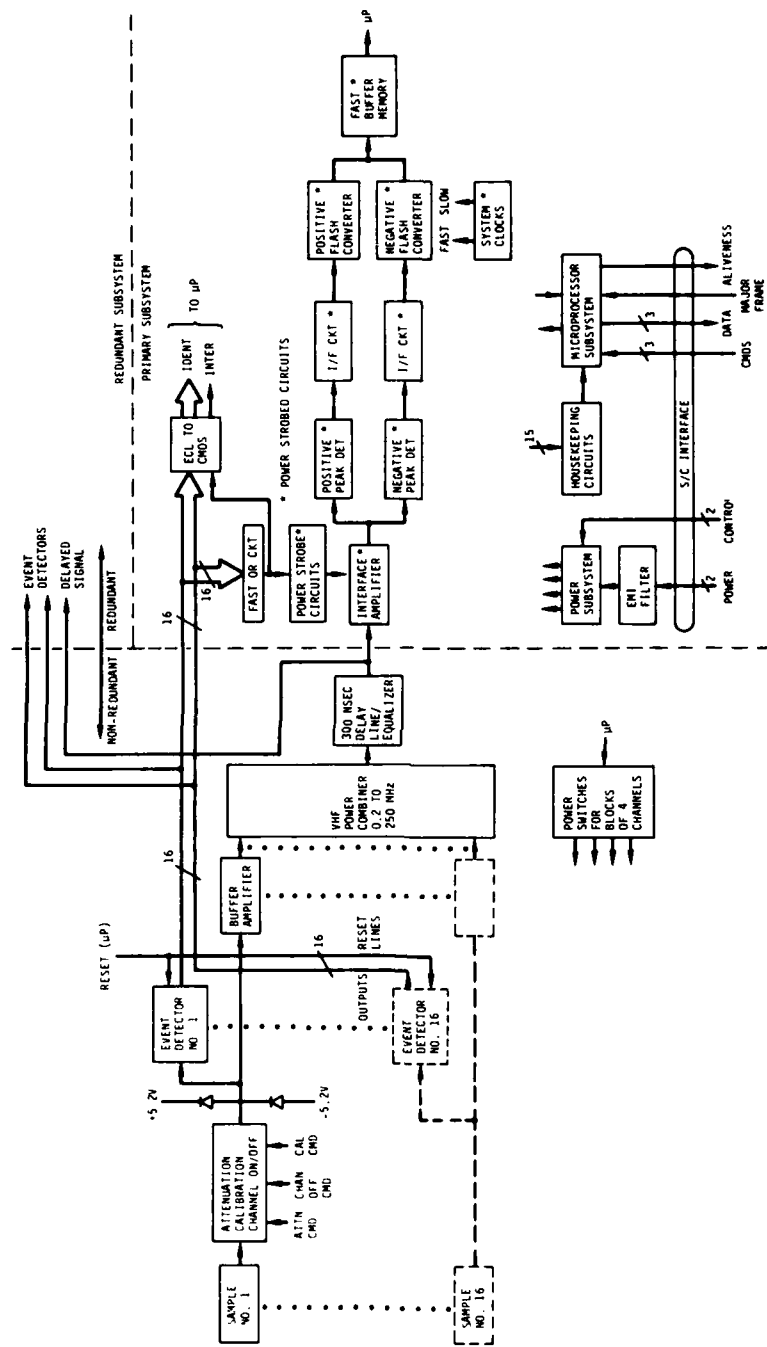 SAMPLE
NO. 1
SAMPLE
NO. 16
ATTENUATION
CALIBRATION
CHANNEL ON/OFF
ATTN
CMD
CHAN
OFF
CMD
CAL
CMD
+5.2V
-5.2V
EVENT
DETECTOR
NO 1
RESET (µP)
EVENT
DETECTOR
NO. 16
OUTPUTS
RESET
LINES
16
16
BUFFER
AMPLIFIER
VHF
POWER
COMBINER
0.2 TO
250 MHz
300 NSEC
DELAY
LINE/
EQUALIZER
POWER
SWITCHES
FOR
BLOCKS
OF 4
CHANNELS
µP
EVENT
DETECTORS
DELAYED
SIGNAL
NON-REDUNDANT
REDUNDANT
REDUNDANT SUBSYSTEM
PRIMARY SUBSYSTEM
16
16
FAST OR CKT
POWER STROBE*
CIRCUITS
INTERFACE*
AMPLIFIER
ECL TO
CMOS
IDENT
INTER
TO µP
* POWER STROBED CIRCUITS
POSITIVE *
PEAK DET
NEGATIVE *
PEAK DET
I/F CKT *
I/F CKT *
POSITIVE *
FLASH
CONVERTER
NEGATIVE *
FLASH
CONVERTER
FAST SLOW
SYSTEM *
CLOCKS
FAST *
BUFFER
MEMORY
µP
POWER
SUBSYSTEM
EMI
FILTER
15
HOUSEKEEPING
CIRCUITS
MICROPROCESSOR
SUBSYSTEM
S/C INTERFACE
2
POWER
2
CONTROL
3
CMDS
3
DATA
MAJOR
FRAME
ALIVENESS